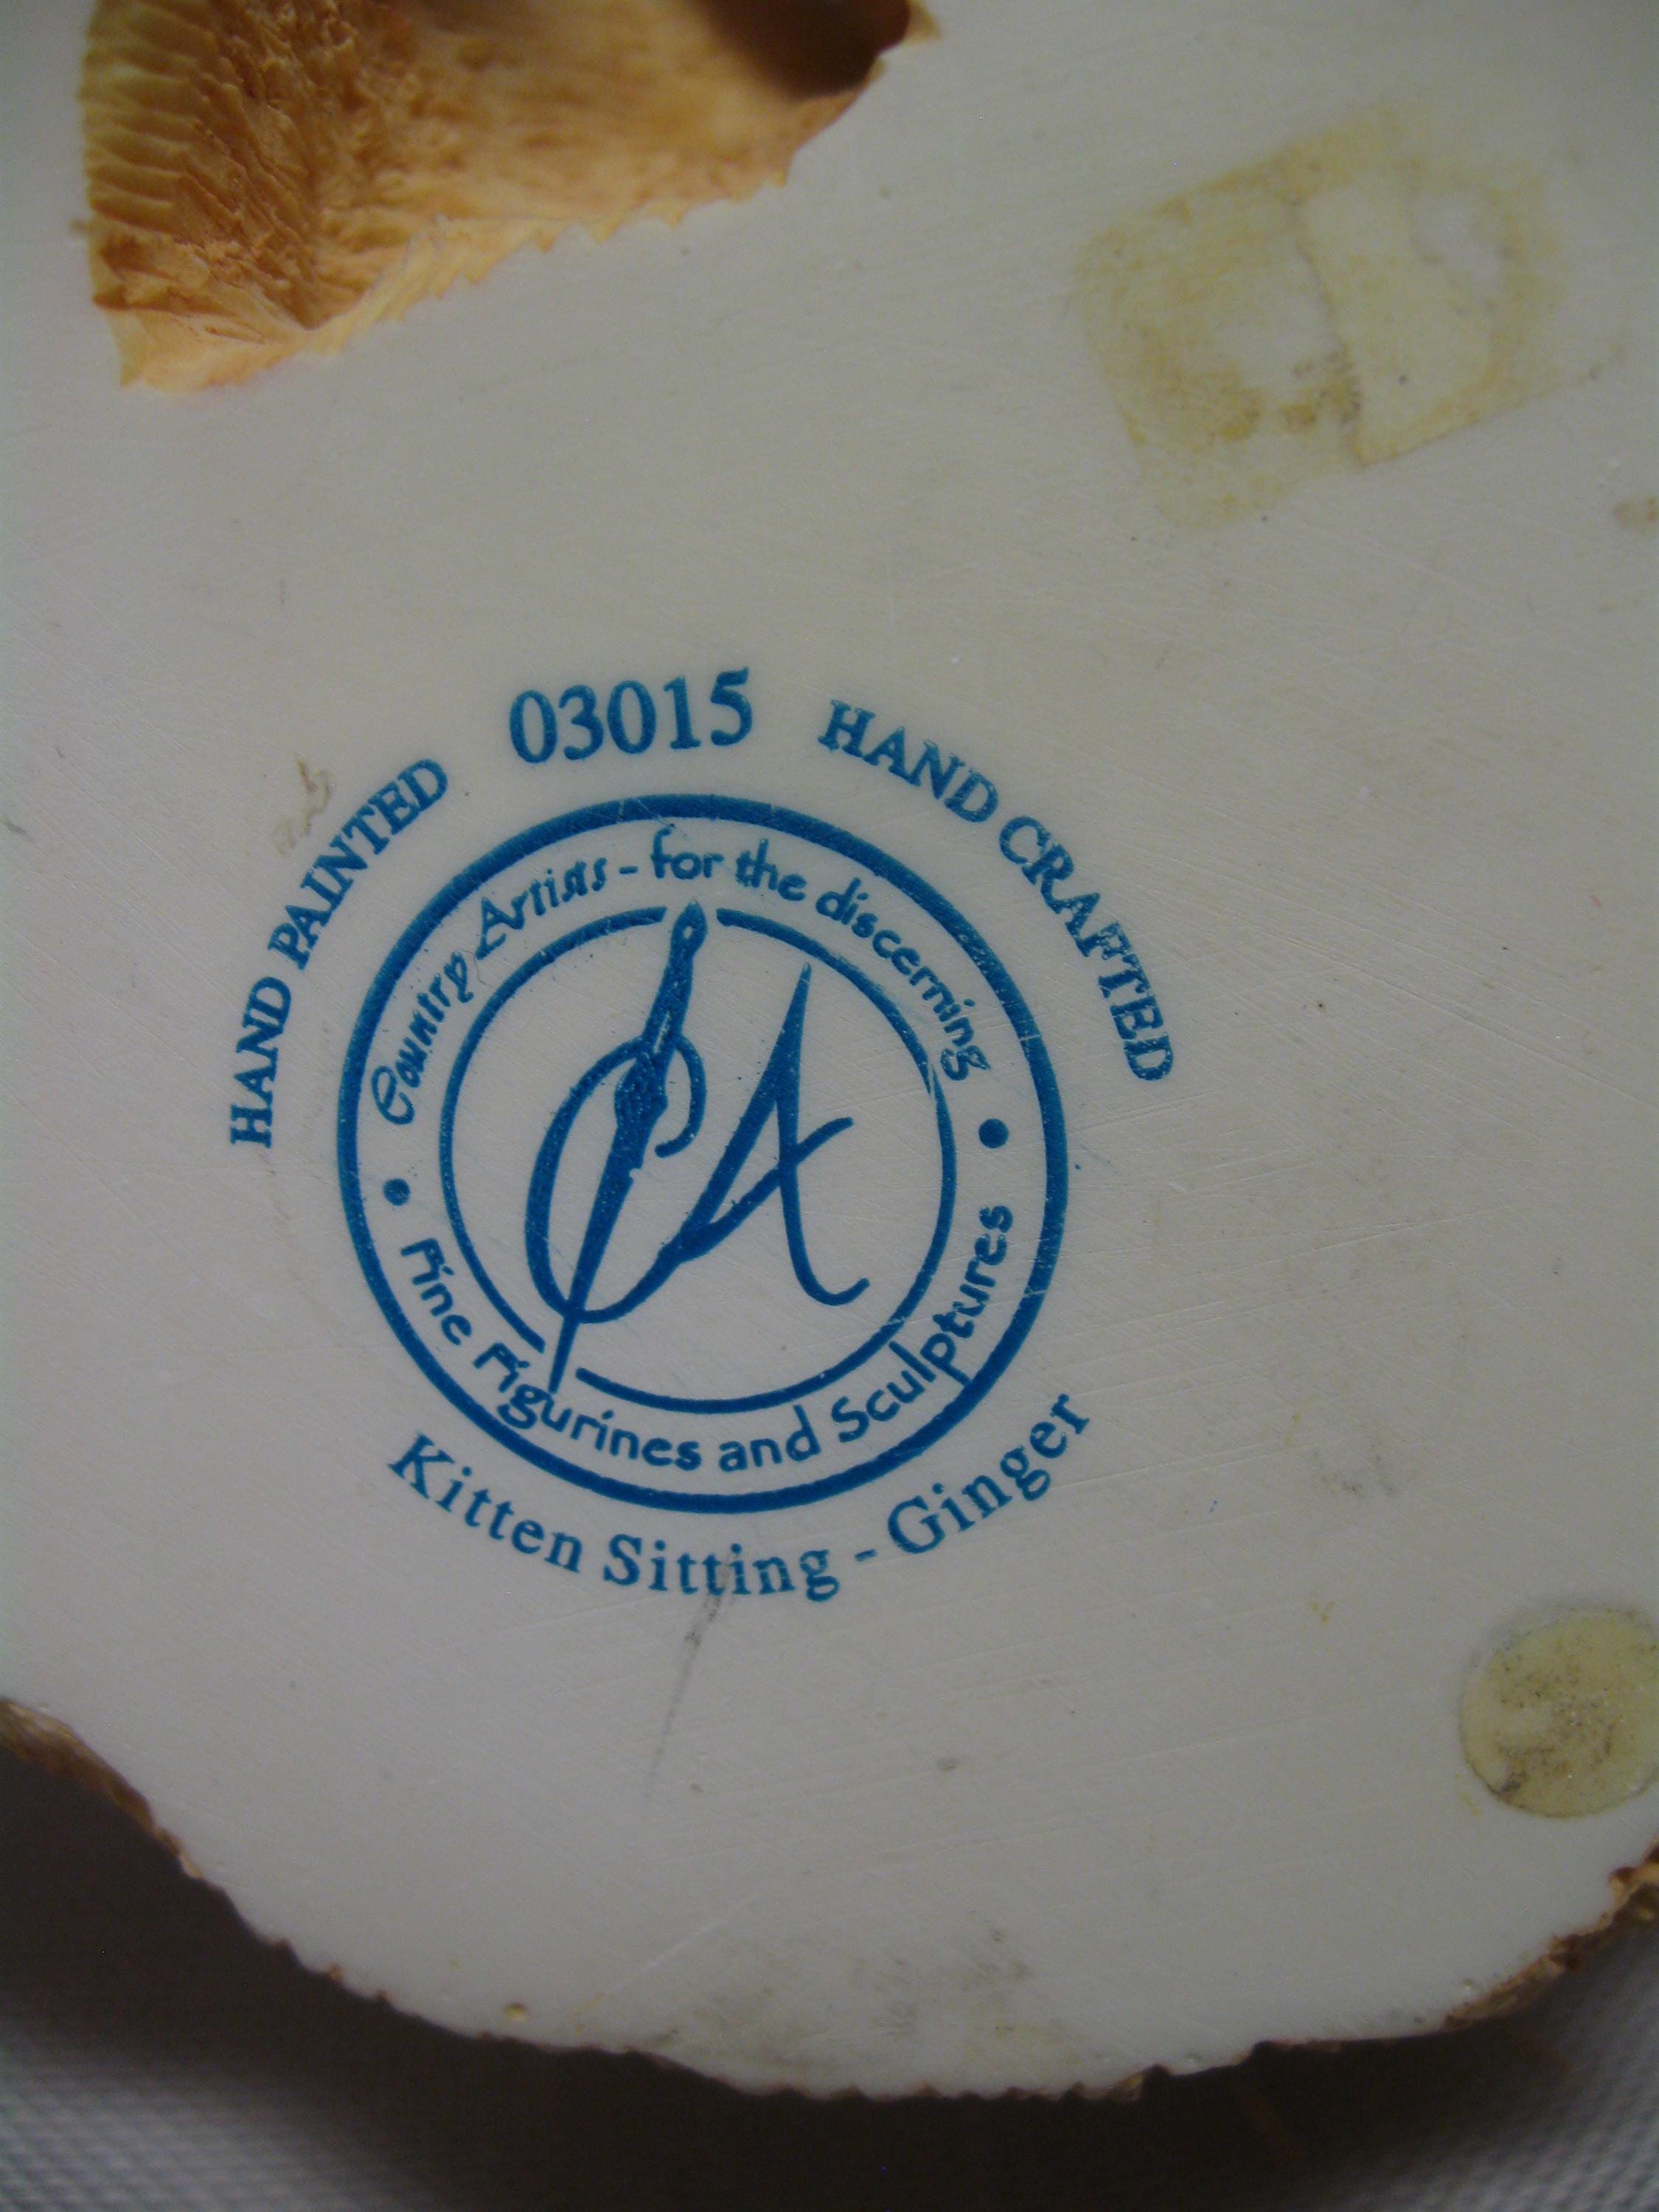 03015
HAND PAINTED
HAND CRAFTED
Country Artists - for the discerning
CA
Fine Figurines and Sculptures
Kitten Sitting - Ginger